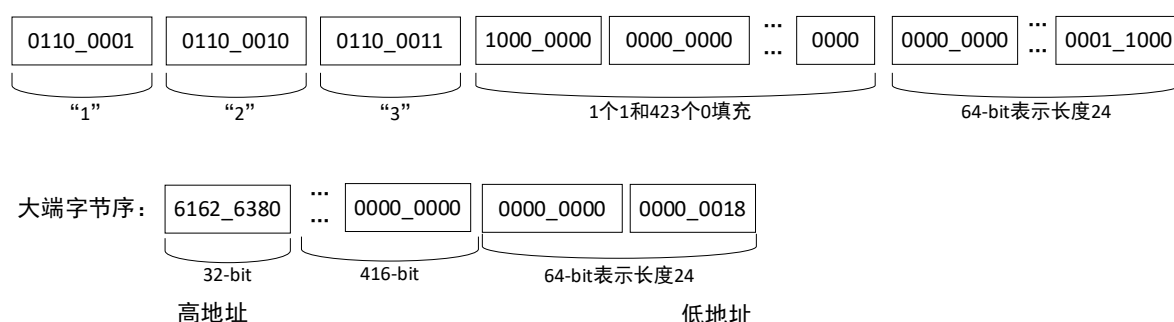 0110_0001 0110_0010 0110_0011 1000_0000 0000_0000 ... ... 0000 0000_0000 ... ... 0001_1000
“1” “2” “3” 1个1和423个0填充 64-bit表示长度24
大端字节序： 6162_6380 ... ... 0000_0000 0000_0000 0000_0018
32-bit 416-bit 64-bit表示长度24
高地址 低地址